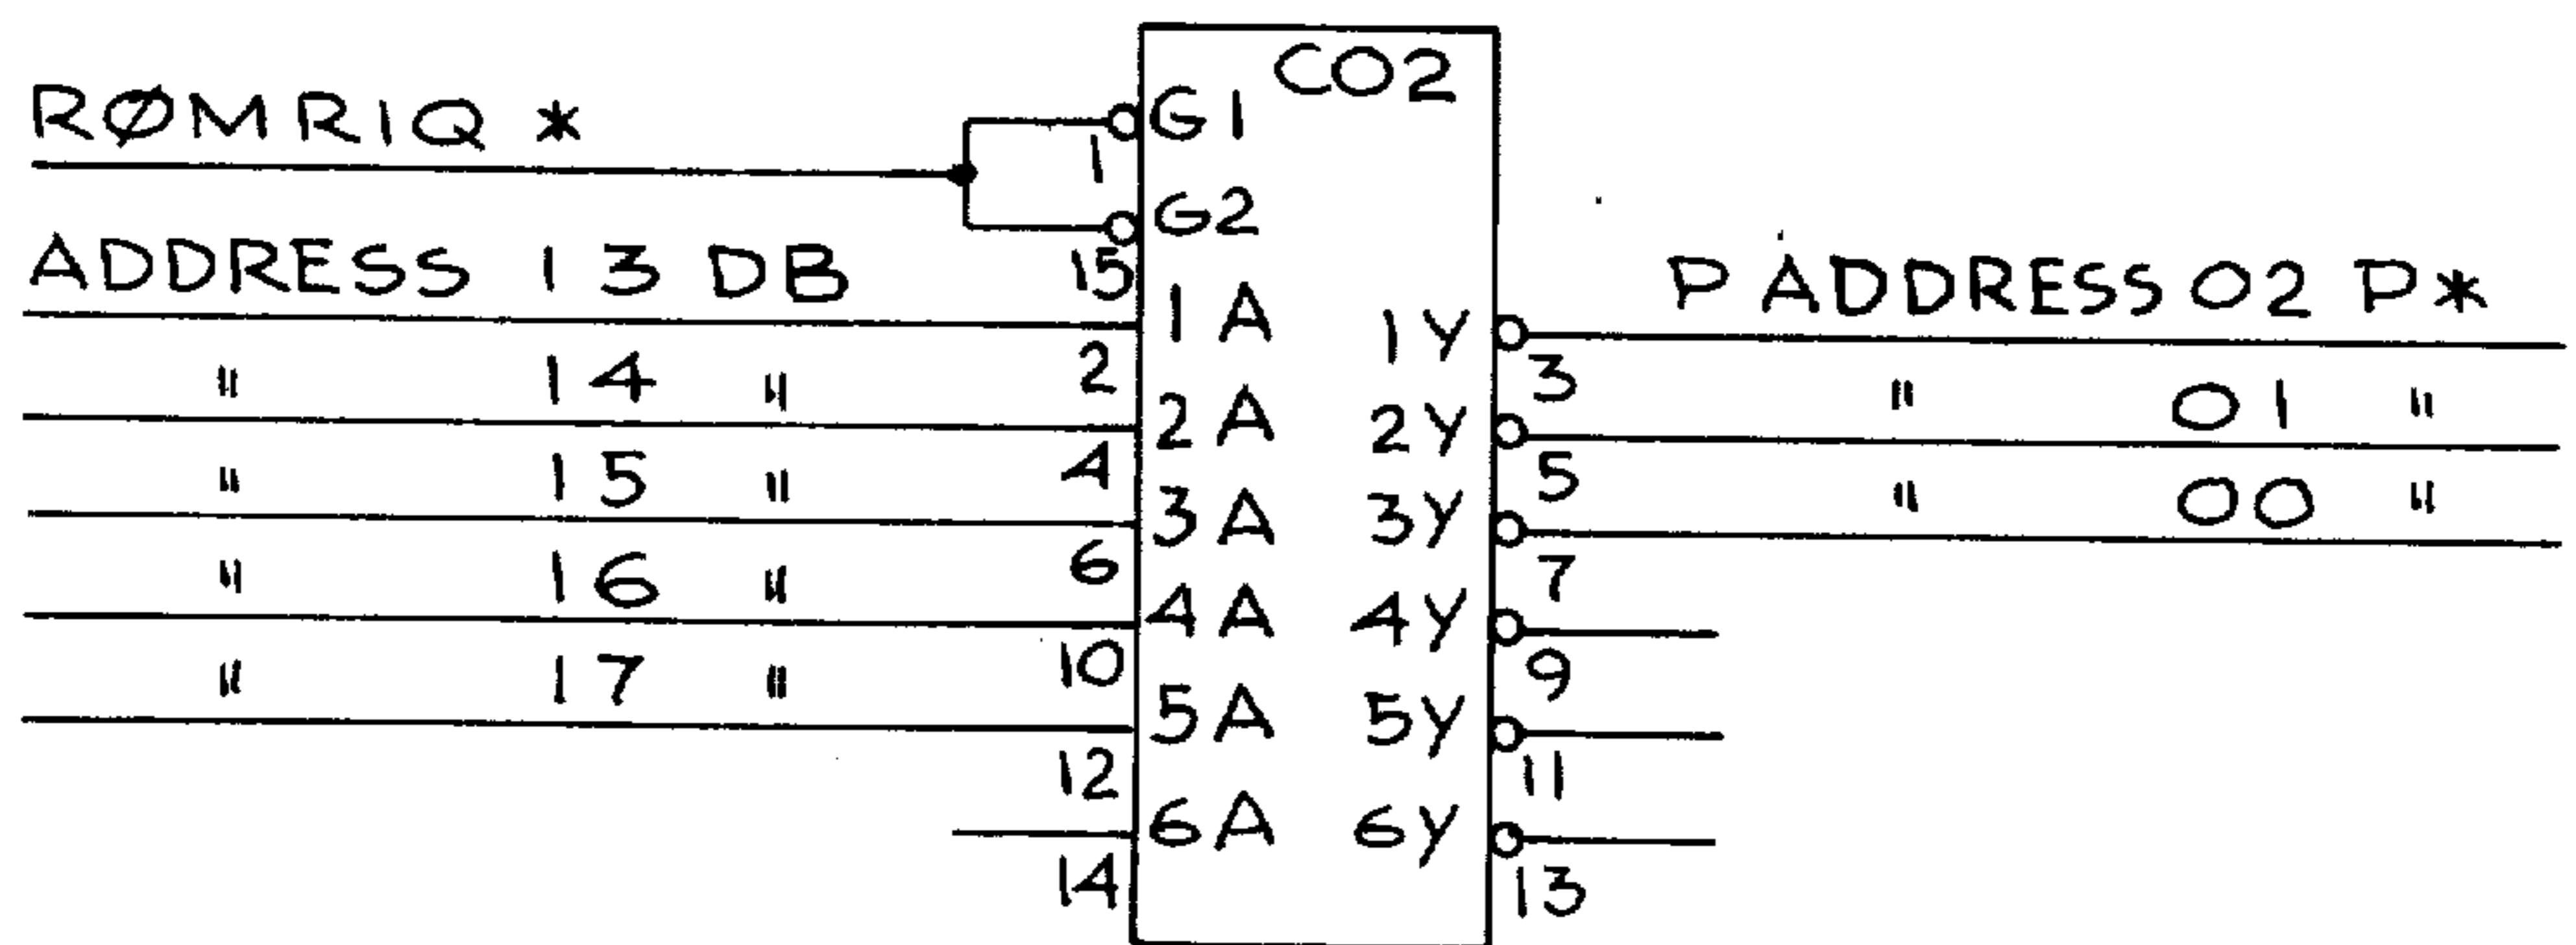 CO2
RØMRIQ *
G1
1
G2
15
ADDRESS 13 DB
1A
1Y
P ADDRESS 02 P*
2
3
" 14 "
2A
2Y
" 01 "
4
5
" 15 "
3A
3Y
" 00 "
6
7
" 16 "
4A
4Y
10
9
" 17 "
5A
5Y
12
11
6A
6Y
14
13